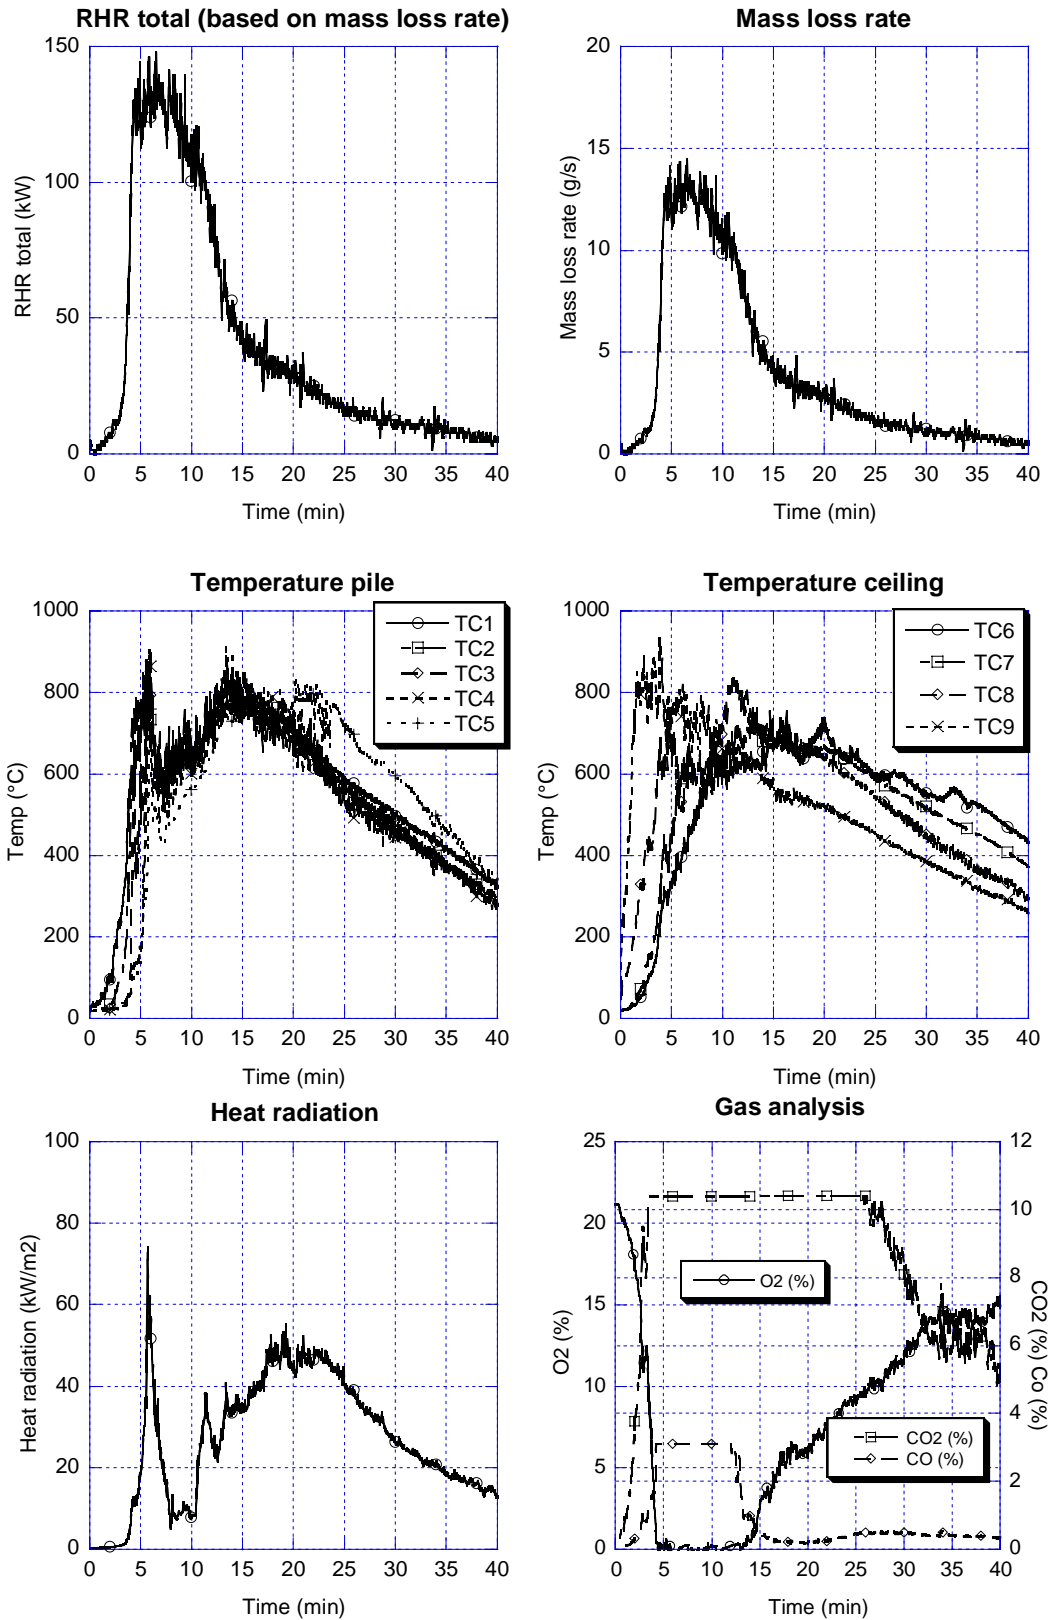 RHR total (based on mass loss rate)
150
100
50
0
RHR total (kW)
0 5 10 15 20 25 30 35 40
Time (min)
Mass loss rate
20
15
10
5
0
Mass loss rate (g/s)
0 5 10 15 20 25 30 35 40
Time (min)
Temperature pile
1000
800
600
400
200
0
Temp (°C)
TC1
TC2
TC3
TC4
TC5
0 5 10 15 20 25 30 35 40
Time (min)
Temperature ceiling
1000
800
600
400
200
0
Temp (°C)
TC6
TC7
TC8
TC9
0 5 10 15 20 25 30 35 40
Time (min)
Heat radiation
100
80
60
40
20
0
Heat radiation (kW/m2)
0 5 10 15 20 25 30 35 40
Time (min)
Gas analysis
25
20
15
10
5
0
O2 (%)
O2 (%)
CO2 (%)
CO (%)
12
10
8
6
4
2
0
CO2 (%) Co (%)
0 5 10 15 20 25 30 35 40
Time (min)